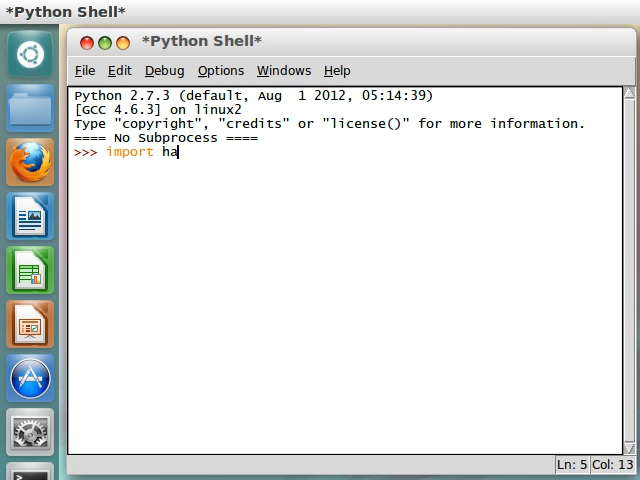 *Python Shell*
*Python Shell*
File Edit Debug Options Windows Help
Python 2.7.3 (default, Aug  1 2012, 05:14:39)
[GCC 4.6.3] on linux2
Type "copyright", "credits" or "license()" for more information.
==== No Subprocess ====
>>> import ha
Ln: 5 Col: 13